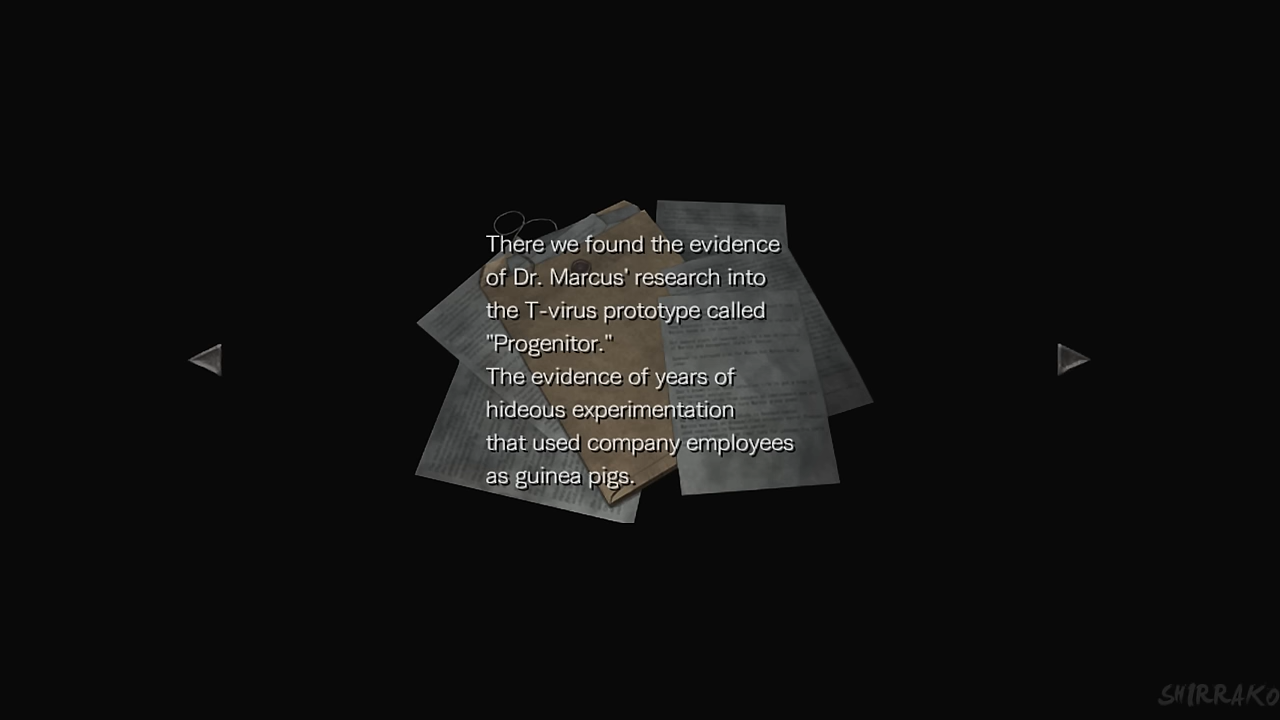 There we found the evidence
of Dr. Marcus' research into
the T-virus prototype called
"Progenitor."
The evidence of years of
hideous experimentation
that used company employees
as guinea pigs.
SHIRRAKO